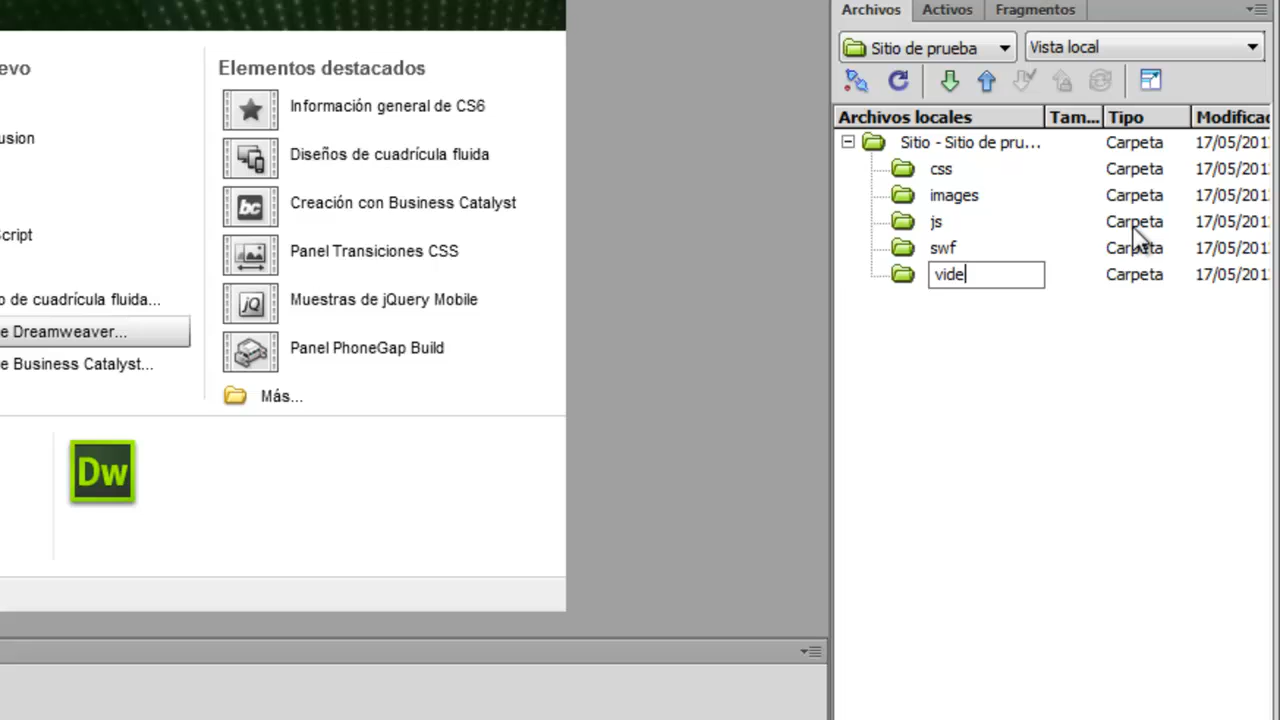 Archivos Activos Fragmentos
Sitio de prueba Vista local
Archivos locales Tam... Tipo Modificad
Sitio - Sitio de pru... Carpeta 17/05/201
css Carpeta 17/05/201
images Carpeta 17/05/201
js Carpeta 17/05/201
swf Carpeta 17/05/201
vide Carpeta 17/05/201
evo
usion
Script
o de cuadrícula fluida...
e Dreamweaver...
e Business Catalyst...
Elementos destacados
Información general de CS6
Diseños de cuadrícula fluida
bc Creación con Business Catalyst
Panel Transiciones CSS
jQ Muestras de jQuery Mobile
Panel PhoneGap Build
Más...
Dw